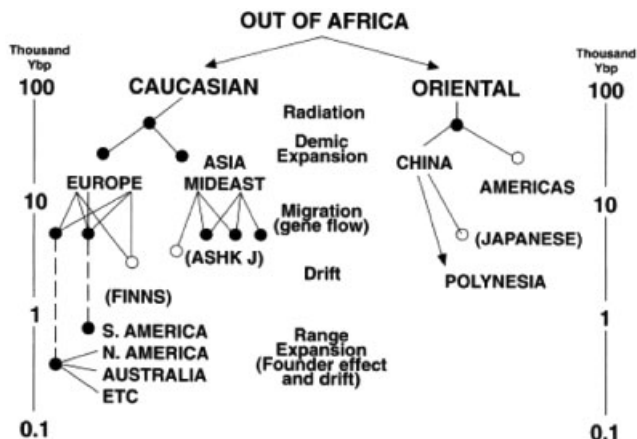 OUT OF AFRICA
Thousand
Ybp
Thousand
Ybp
100
CAUCASIAN
ORIENTAL
100
Radiation
Demic
Expansion
ASIA
MIDEAST
EUROPE
CHINA
AMERICAS
10
Migration
(gene flow)
10
(ASHK J)
(JAPANESE)
Drift
POLYNESIA
(FINNS)
1
1
S. AMERICA
N. AMERICA
AUSTRALIA
ETC
Range
Expansion
(Founder effect
and drift)
0.1
0.1